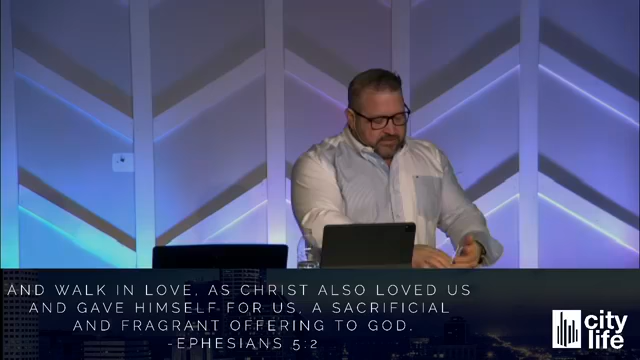 AND WALK IN LOVE, AS CHRIST ALSO LOVED US
AND GAVE HIMSELF FOR US, A SACRIFICIAL
AND FRAGRANT OFFERING TO GOD.
-EPHESIANS 5:2
city
life